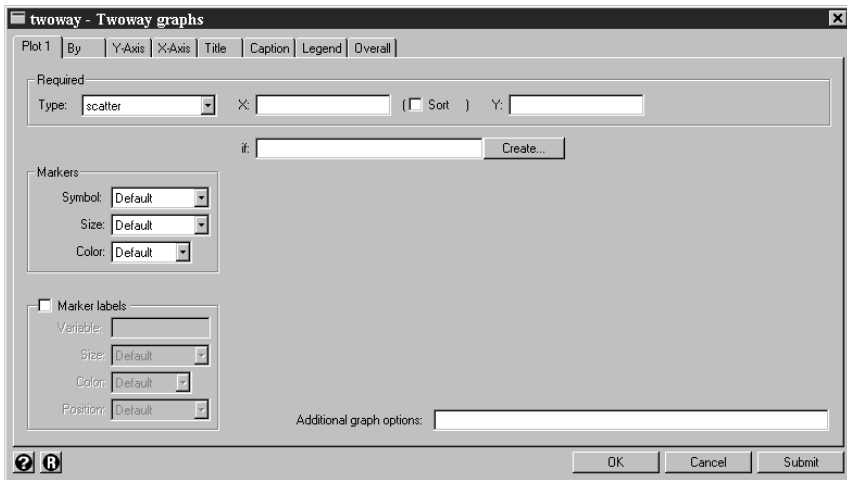 twoway - Twoway graphs
Plot 1 By Y-Axis X-Axis Title Caption Legend Overall
Required
Type: scatter X: ( Sort ) Y:
if: Create...
Markers
Symbol: Default
Size: Default
Color: Default
Marker labels
Variable:
Size: Default
Color: Default
Position: Default
Additional graph options:
? R OK Cancel Submit